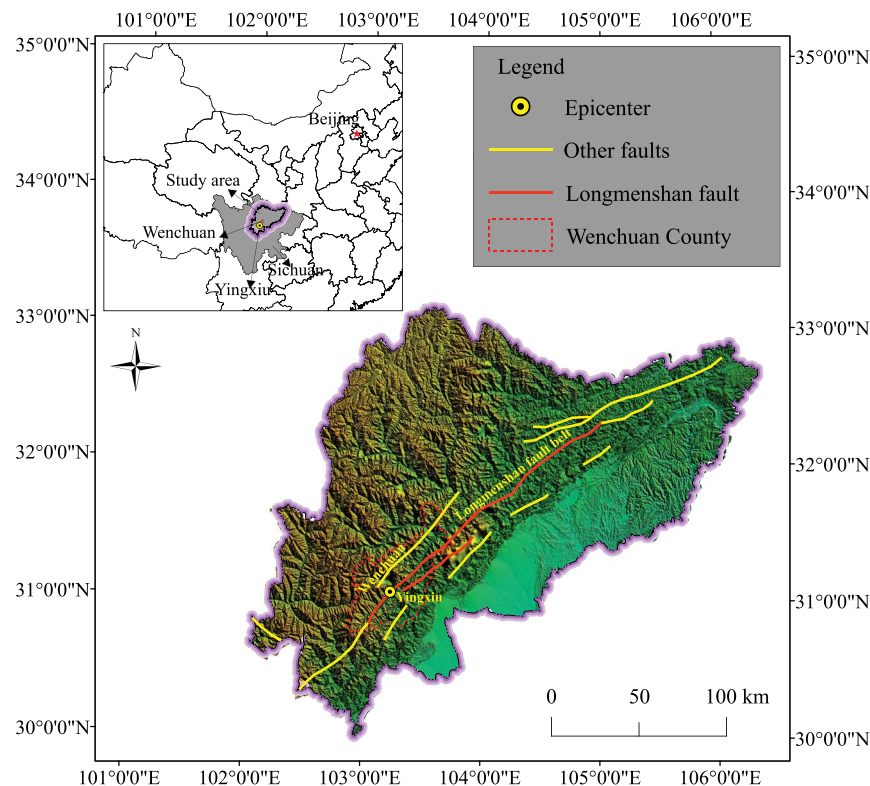 101°0'0"E 102°0'0"E 103°0'0"E 104°0'0"E 105°0'0"E 106°0'0"E
35°0'0"N
35°0'0"N
Legend
Epicenter
Other faults
Longmenshan fault
Wenchuan County
Beijing
Study area
Wenchuan
Sichuan
Yingxiu
34°0'0"N
34°0'0"N
33°0'0"N
33°0'0"N
N
32°0'0"N
32°0'0"N
Longmenshan fault belt
Wenchuan
Yingxiu
31°0'0"N
31°0'0"N
0 50 100 km
30°0'0"N
30°0'0"N
101°0'0"E 102°0'0"E 103°0'0"E 104°0'0"E 105°0'0"E 106°0'0"E